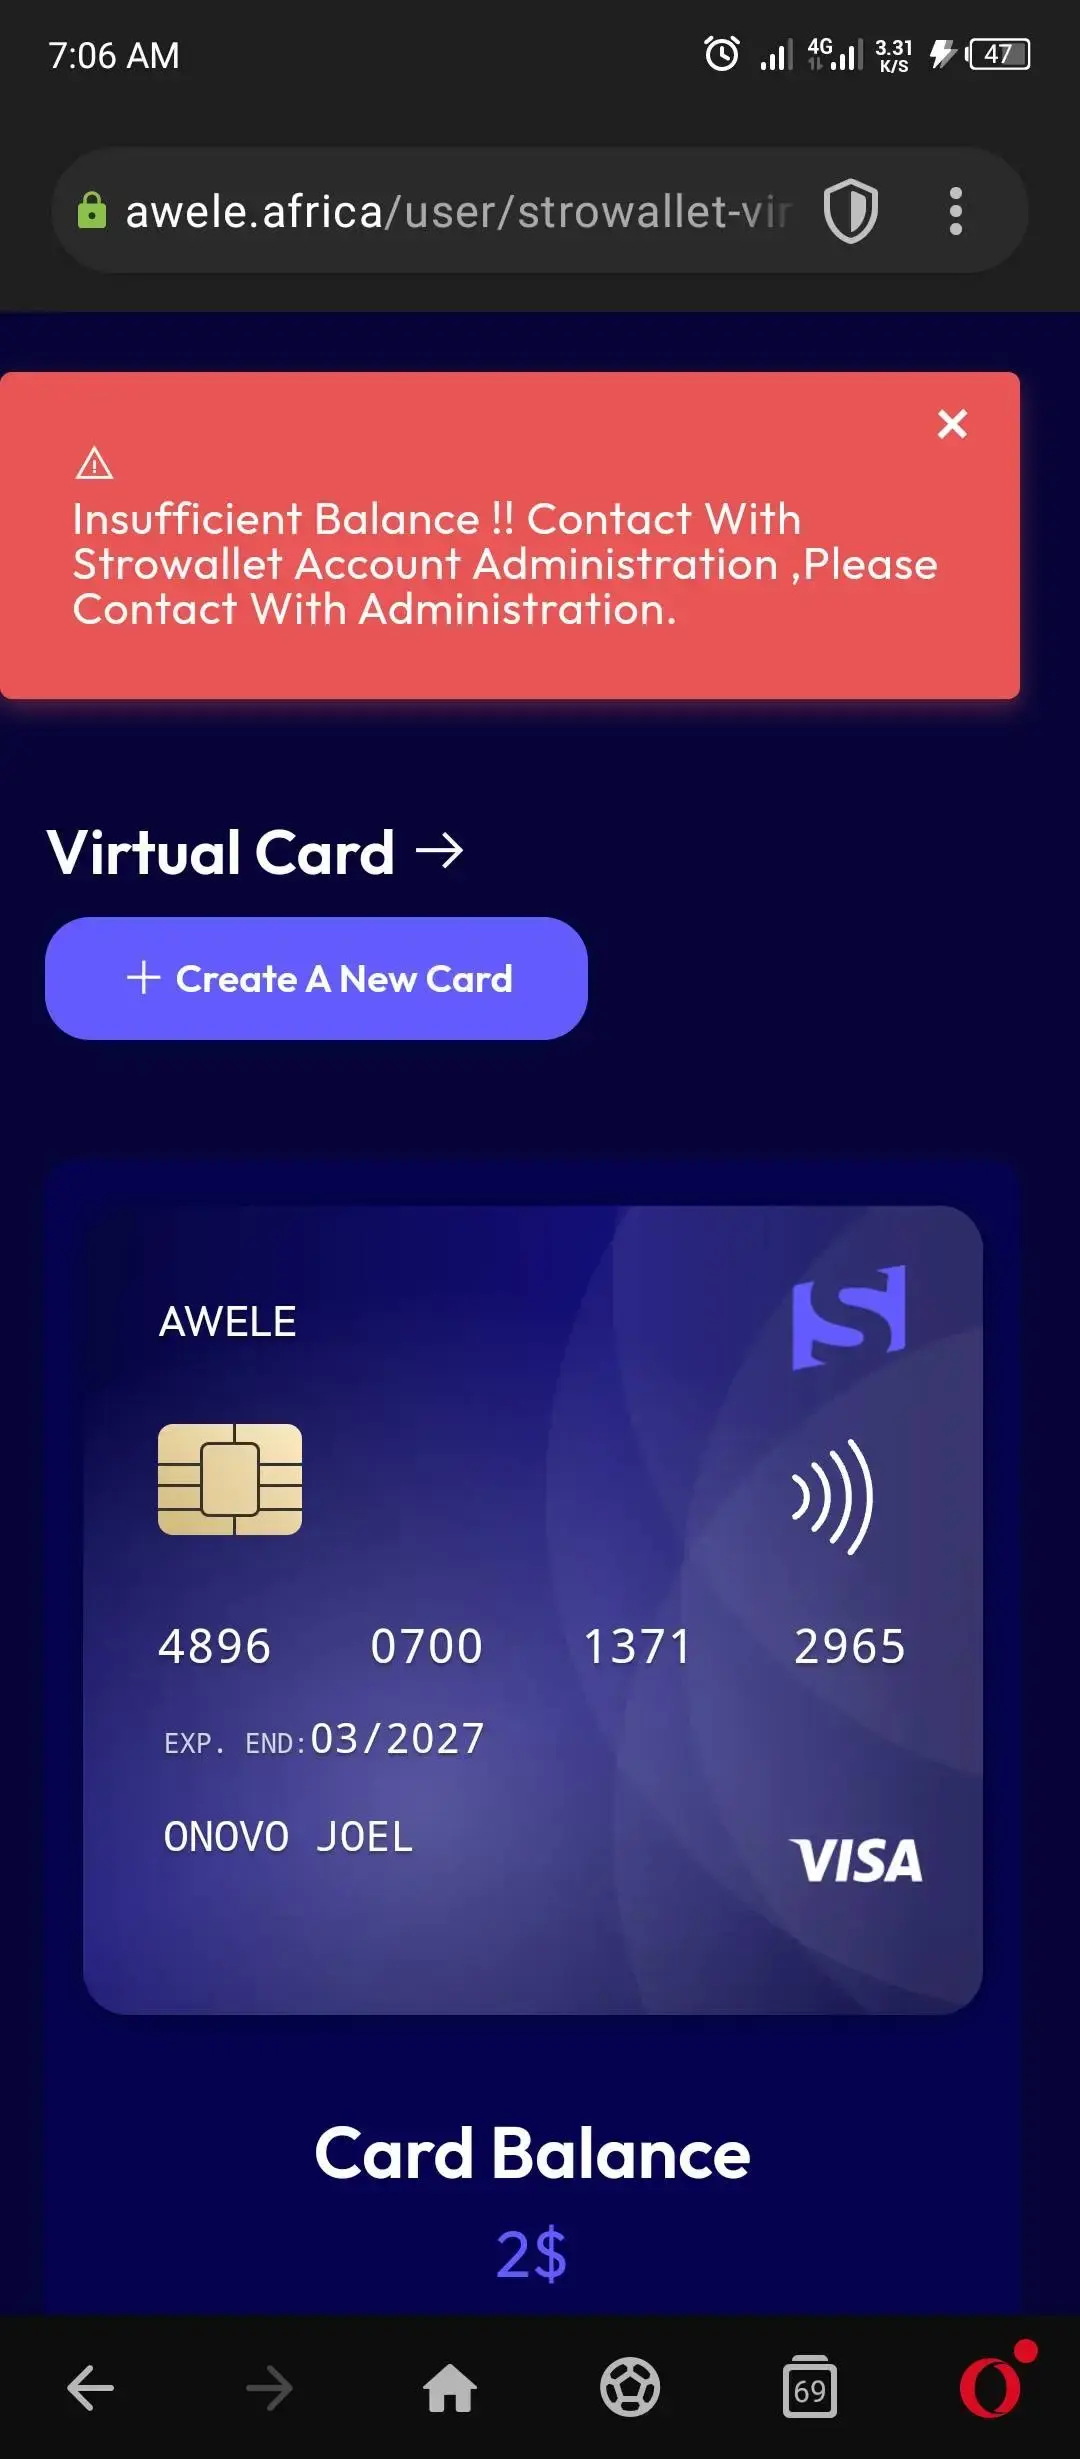 7:06 AM 4G 3.31 K/S 47
awele.africa/user/strowallet-vir
Insufficient Balance !! Contact With
Strowallet Account Administration ,Please
Contact With Administration.
Virtual Card →
+ Create A New Card
AWELE
4896 0700 1371 2965
EXP. END:03/2027
ONOVO JOEL
VISA
Card Balance
2$
69